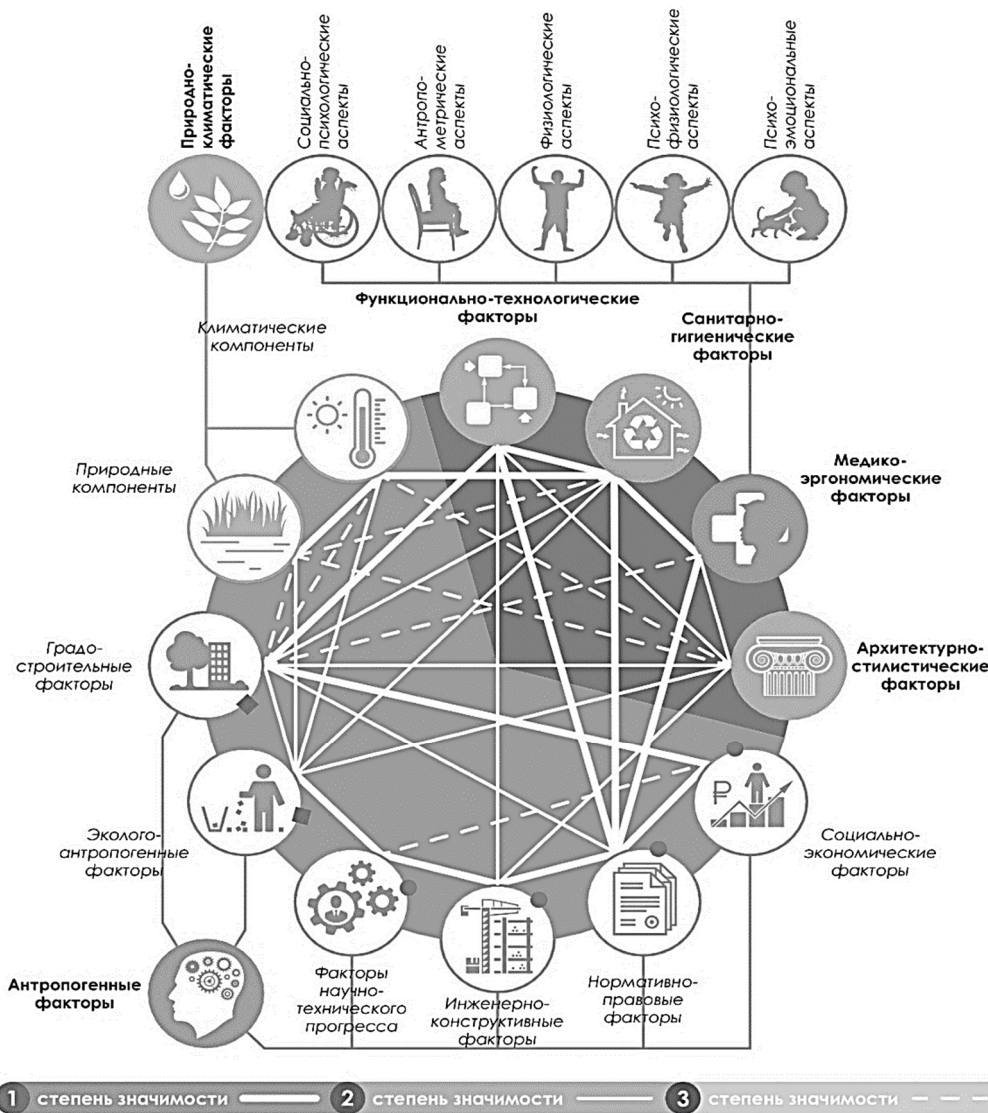 Природно-
климатические
факторы
Социально-
психологические
аспекты
Антропо-
метрические
аспекты
Физиологические
аспекты
Психо-
физиологические
аспекты
Психо-
эмоциональные
аспекты
Функционально-технологические
факторы
Санитарно-
гигиенические
факторы
Климатические
компоненты
Природные
компоненты
Медико-
эргономические
факторы
Градо-
строительные
факторы
Архитектурно-
стилистические
факторы
Эколого-
антропогенные
факторы
₽
Социально-
экономические
факторы
Антропогенные
факторы
Факторы
научно-
технического
прогресса
Инженерно-
конструктивные
факторы
Нормативно-
правовые
факторы
1 степень значимости 2 степень значимости 3 степень значимости